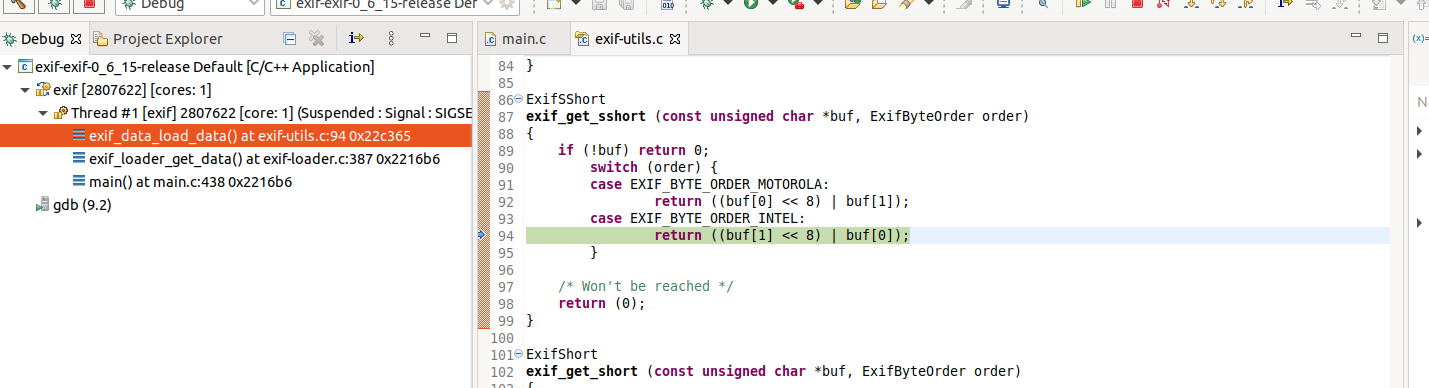 Debug
exif-exif-0_6_15-release Def
Debug
Project Explorer
exif-exif-0_6_15-release Default [C/C++ Application]
exif [2807622] [cores: 1]
Thread #1 [exif] 2807622 [core: 1] (Suspended : Signal : SIGSE
exif_data_load_data() at exif-utils.c:94 0x22c365
exif_loader_get_data() at exif-loader.c:387 0x2216b6
main() at main.c:438 0x2216b6
gdb (9.2)
main.c
exif-utils.c
84 }
85
86 ExifSShort
87 exif_get_sshort (const unsigned char *buf, ExifByteOrder order)
88 {
89 if (!buf) return 0;
90 switch (order) {
91 case EXIF_BYTE_ORDER_MOTOROLA:
92 return ((buf[0] << 8) | buf[1]);
93 case EXIF_BYTE_ORDER_INTEL:
94 return ((buf[1] << 8) | buf[0]);
95 }
96
97 /* Won't be reached */
98 return (0);
99 }
100
101 ExifShort
102 exif_get_short (const unsigned char *buf, ExifByteOrder order)
103 {
(x)=
N